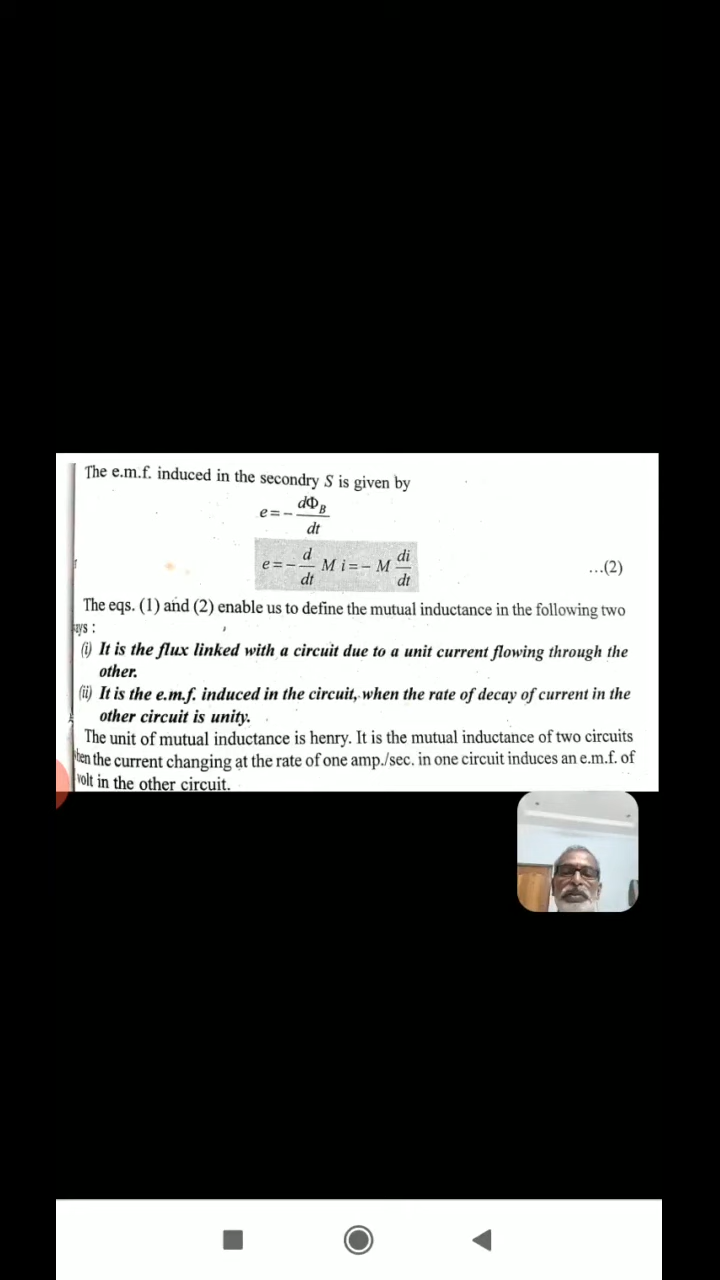 The e.m.f. induced in the secondry S is given by
e = − dΦ_B / dt
e = − d/dt M i = − M di/dt ...(2)
The eqs. (1) and (2) enable us to define the mutual inductance in the following two
ays :
(i) It is the flux linked with a circuit due to a unit current flowing through the
other.
(ii) It is the e.m.f. induced in the circuit, when the rate of decay of current in the
other circuit is unity.
The unit of mutual inductance is henry. It is the mutual inductance of two circuits
hen the current changing at the rate of one amp./sec. in one circuit induces an e.m.f. of
volt in the other circuit.